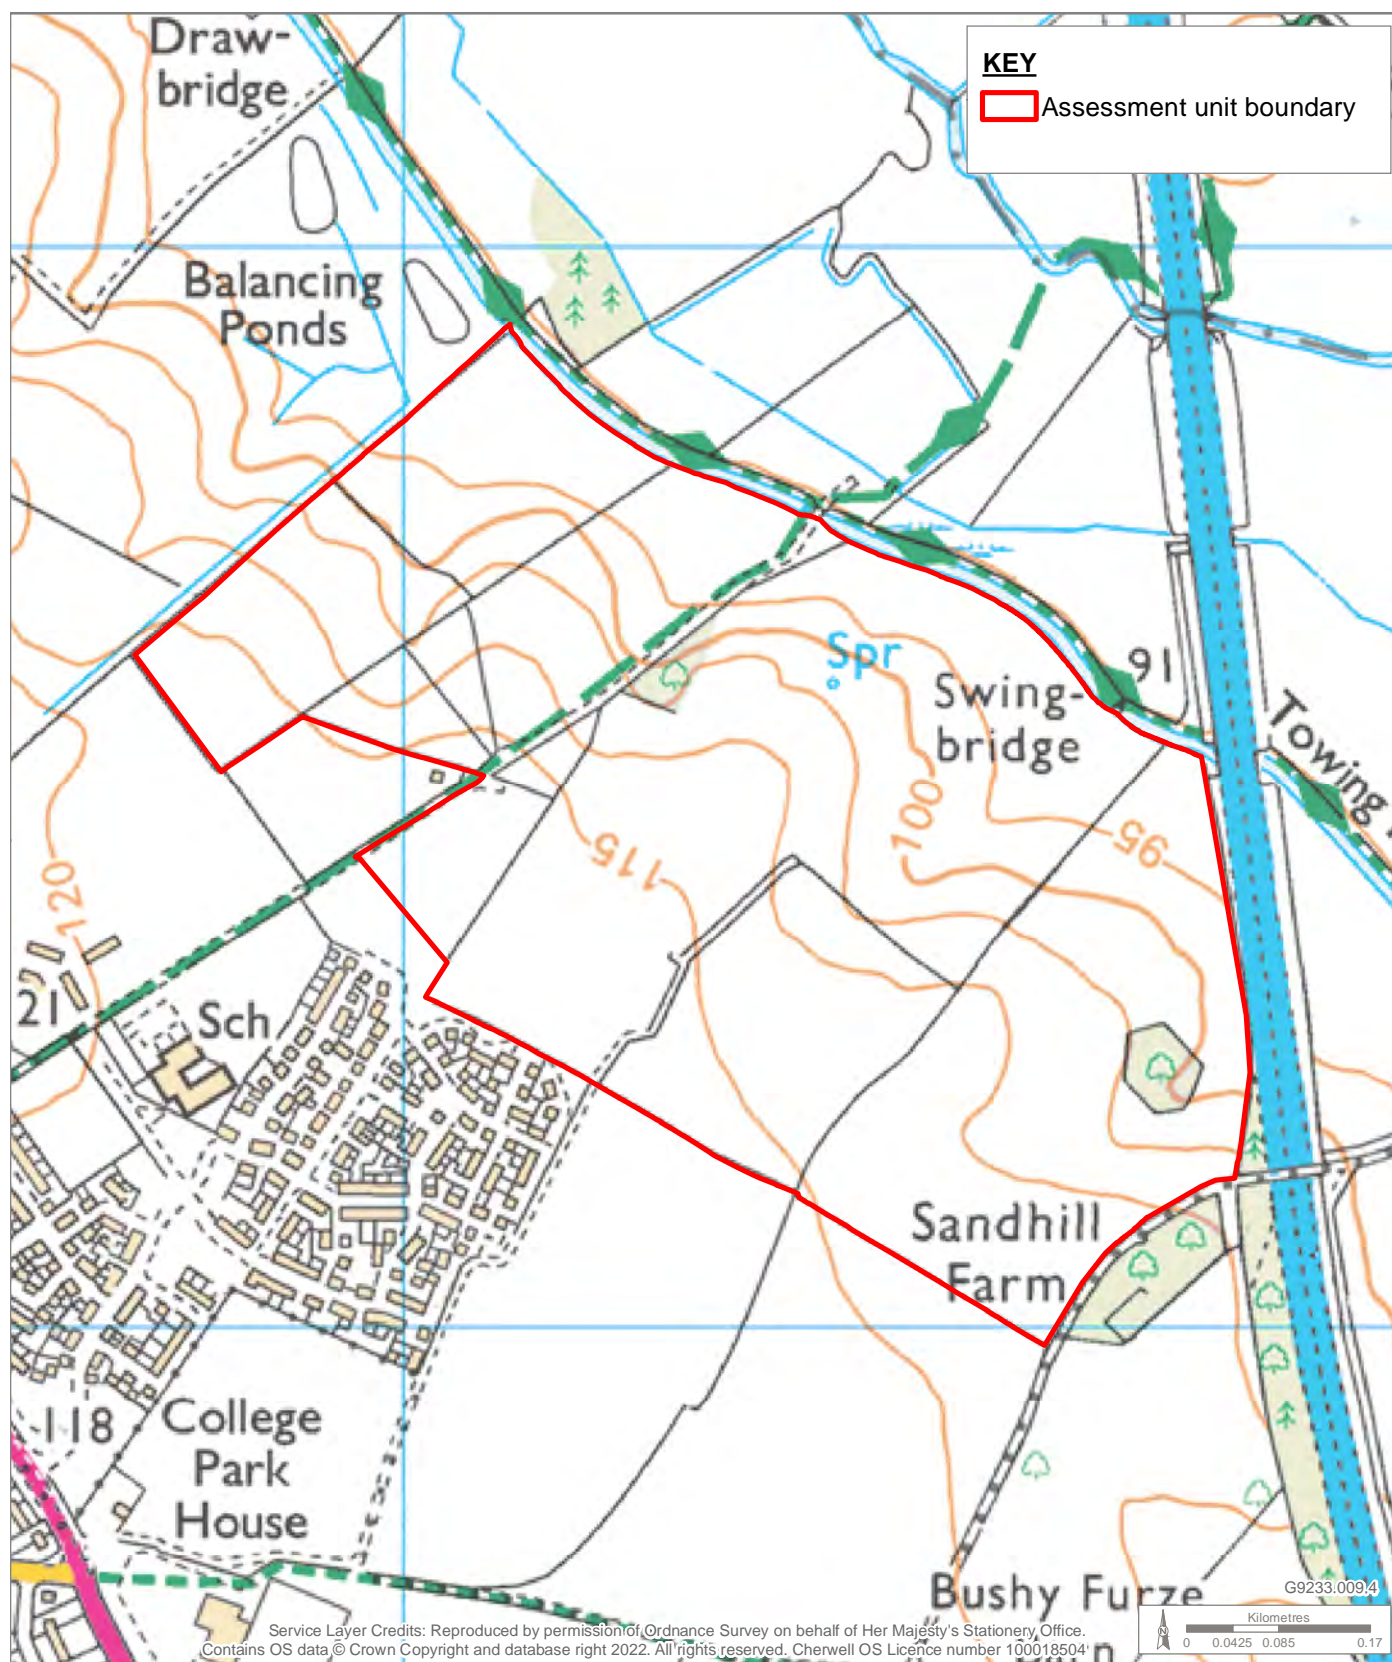 Draw-
bridge
KEY
Assessment unit boundary
Balancing
Ponds
Spr
91
Swing-
bridge
Towing
100
95
115
120
21
Sch
Sandhill
Farm
118
College
Park
House
Bushy Furze
G9233.009.4
Service Layer Credits: Reproduced by permission of Ordnance Survey on behalf of Her Majesty's Stationery Office.
Contains OS data © Crown Copyright and database right 2022. All rights reserved. Cherwell OS Licence number 100018504
Kilometres
N
0 0.0425 0.085 0.17